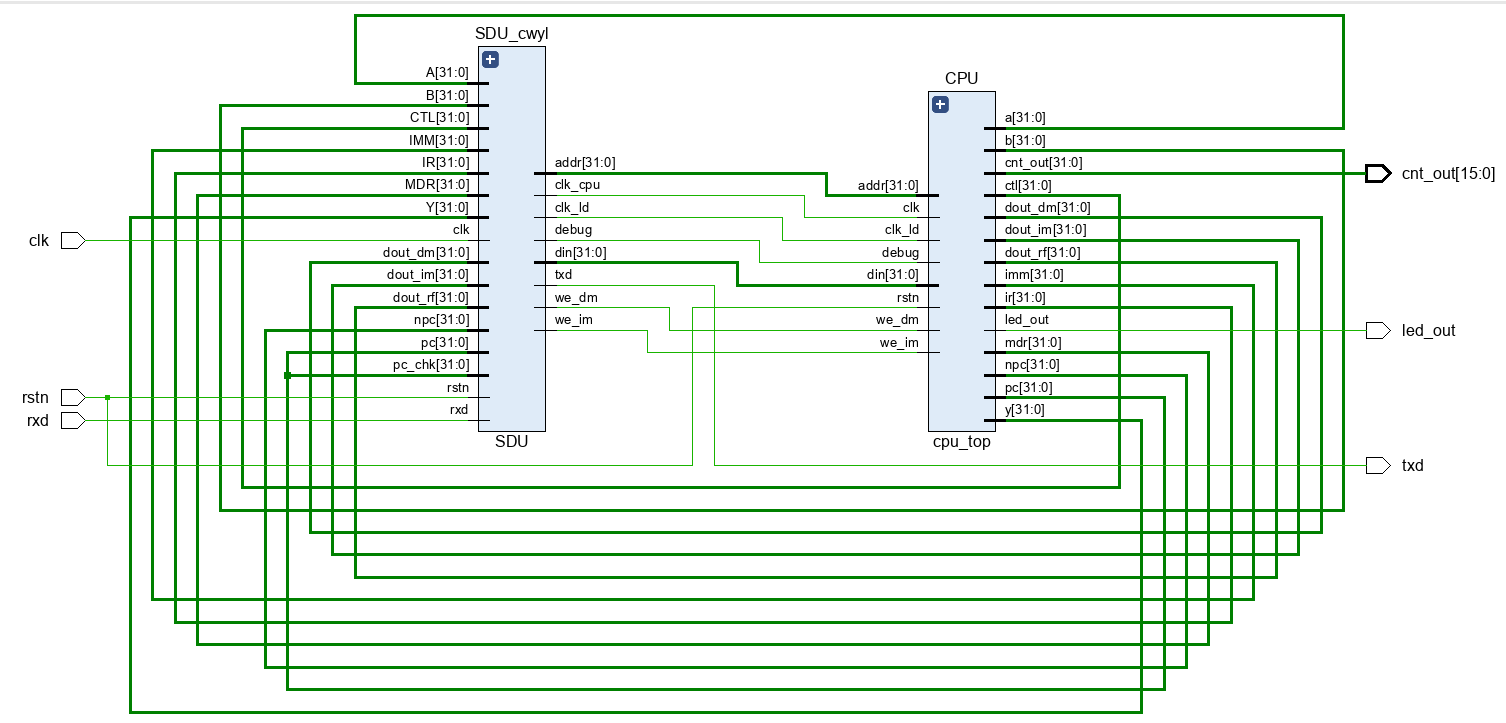 SDU_cwyl
A[31:0]
B[31:0]
CTL[31:0]
IMM[31:0]
IR[31:0]
MDR[31:0]
Y[31:0]
clk
dout_dm[31:0]
dout_im[31:0]
dout_rf[31:0]
npc[31:0]
pc[31:0]
pc_chk[31:0]
rstn
rxd
addr[31:0]
clk_cpu
clk_ld
debug
din[31:0]
txd
we_dm
we_im
SDU
CPU
addr[31:0]
clk
clk_ld
debug
din[31:0]
rstn
we_dm
we_im
a[31:0]
b[31:0]
cnt_out[31:0]
ctl[31:0]
dout_dm[31:0]
dout_im[31:0]
dout_rf[31:0]
imm[31:0]
ir[31:0]
led_out
mdr[31:0]
npc[31:0]
pc[31:0]
y[31:0]
cpu_top
clk
rstn
rxd
cnt_out[15:0]
led_out
txd